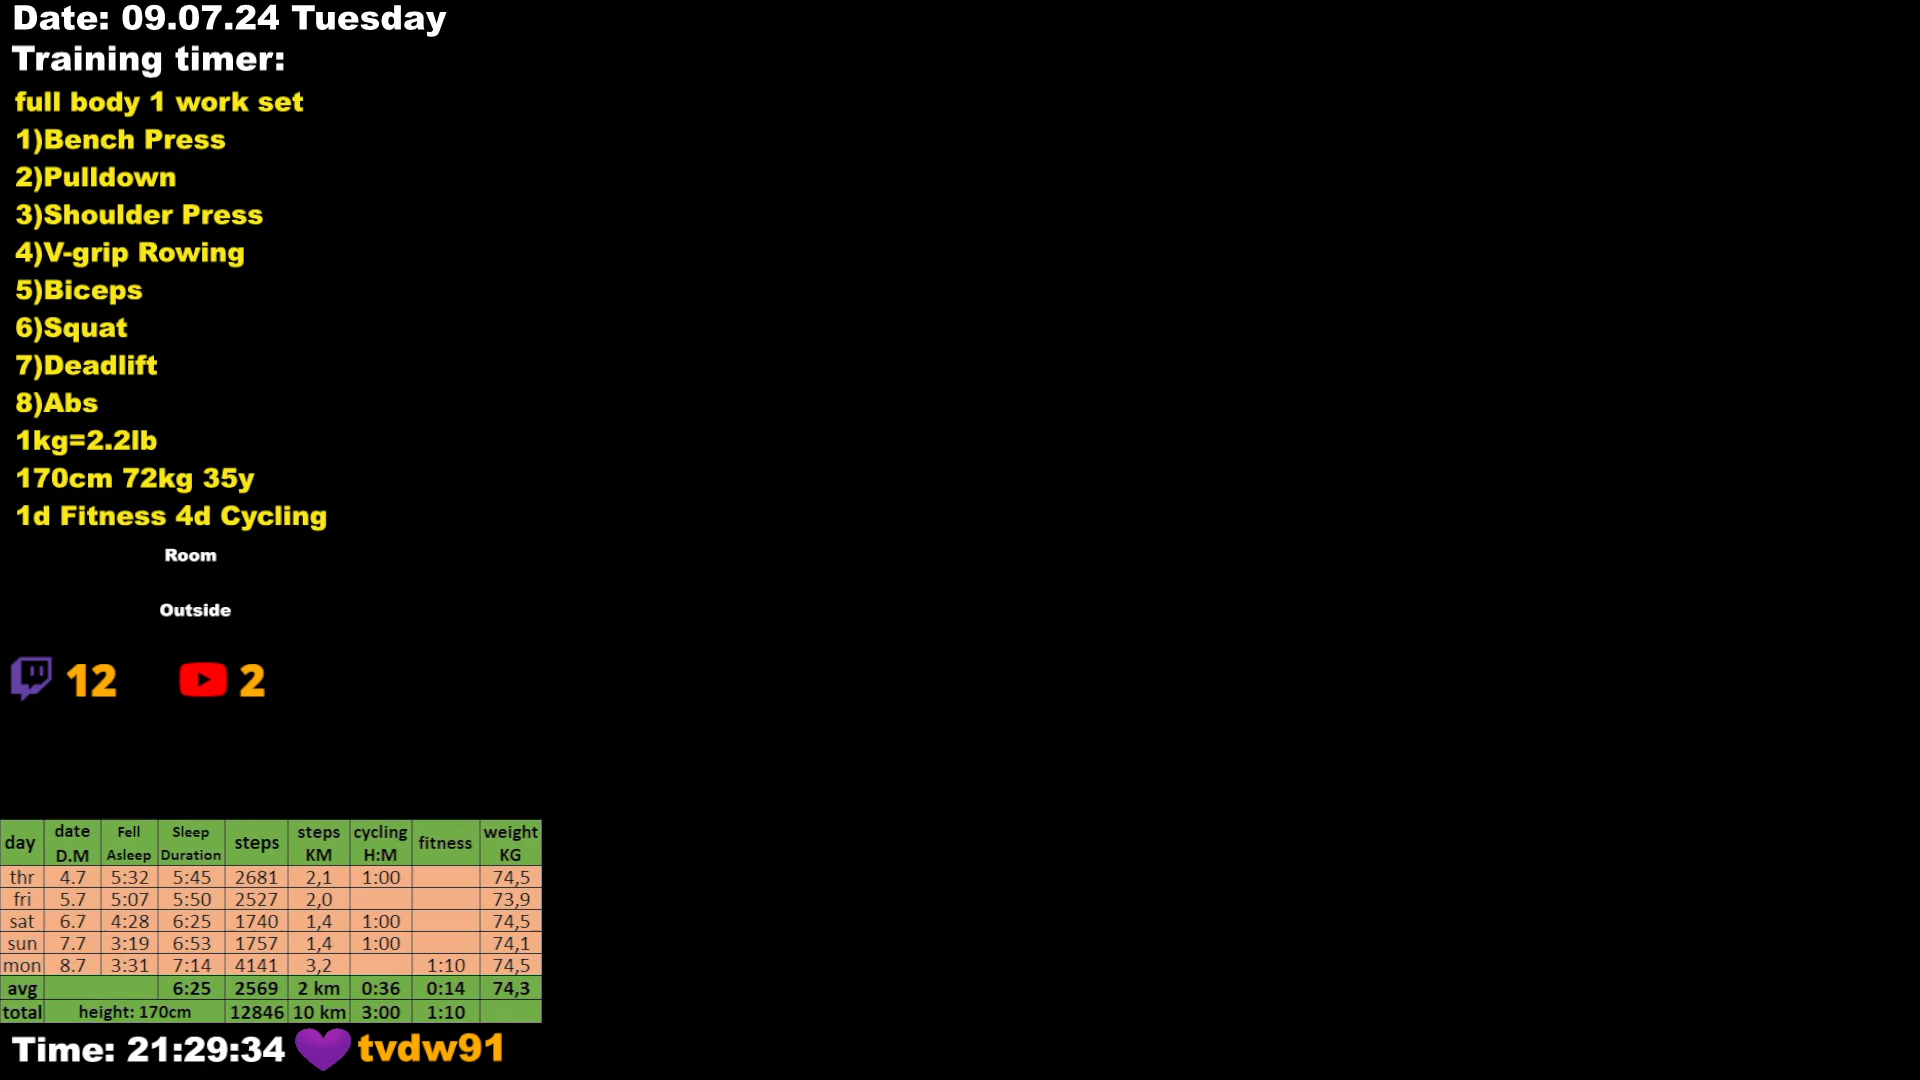 Date: 09.07.24 Tuesday
Training timer:
full body 1 work set
1)Bench Press
2)Pulldown
3)Shoulder Press
4)V-grip Rowing
5)Biceps
6)Squat
7)Deadlift
8)Abs
1kg=2.2lb
170cm 72kg 35y
1d Fitness 4d Cycling
Room
Outside
12 2
day date D.M Fell Asleep Sleep Duration steps steps KM cycling H:M fitness weight KG
thr 4.7 5:32 5:45 2681 2,1 1:00 74,5
fri 5.7 5:07 5:50 2527 2,0 73,9
sat 6.7 4:28 6:25 1740 1,4 1:00 74,5
sun 7.7 3:19 6:53 1757 1,4 1:00 74,1
mon 8.7 3:31 7:14 4141 3,2 1:10 74,5
avg 6:25 2569 2 km 0:36 0:14 74,3
total height: 170cm 12846 10 km 3:00 1:10
Time: 21:29:34 tvdw91